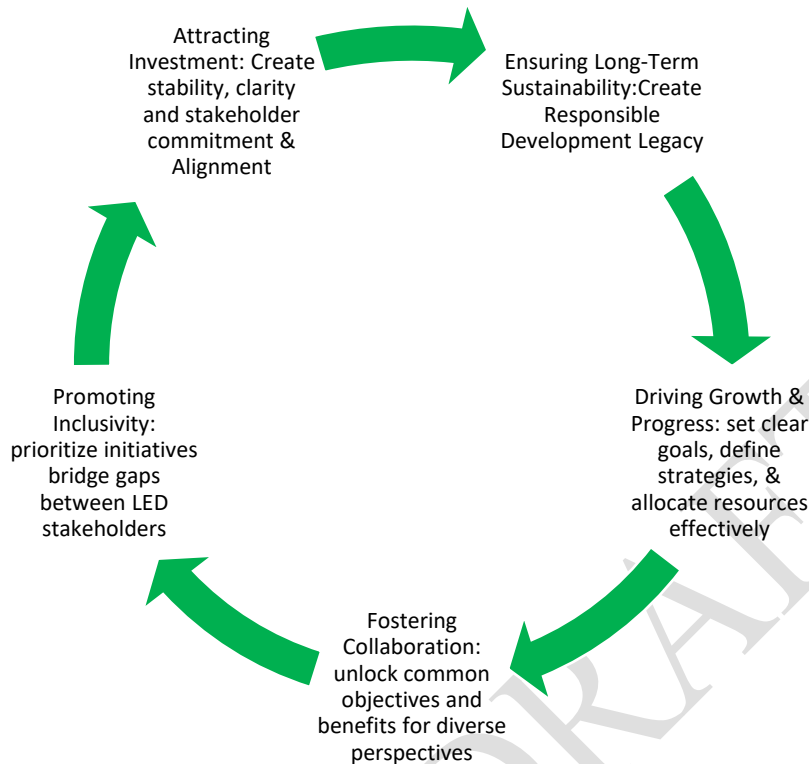 Attracting
Investment: Create
stability, clarity
and stakeholder
commitment &
Alignment
Ensuring Long-Term
Sustainability:Create
Responsible
Development Legacy
Driving Growth &
Progress: set clear
goals, define
strategies, &
allocate resources
effectively
Fostering
Collaboration:
unlock common
objectives and
benefits for diverse
perspectives
Promoting
Inclusivity:
prioritize initiatives
bridge gaps
between LED
stakeholders
DRAFT